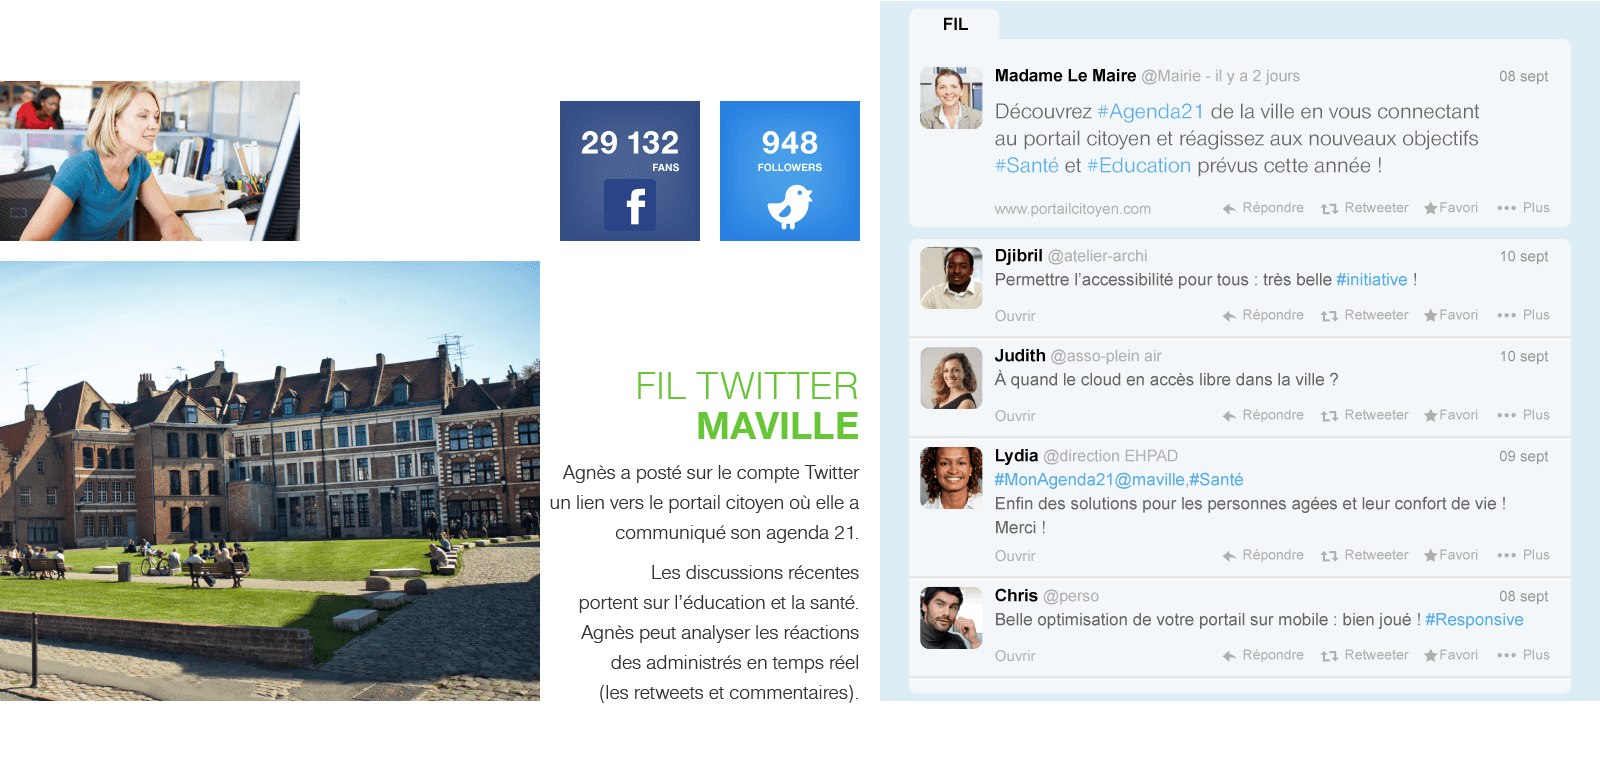 29 132
FANS
f
948
FOLLOWERS
FIL TWITTER
MAVILLE
Agnès a posté sur le compte Twitter
un lien vers le portail citoyen où elle a
communiqué son agenda 21.
Les discussions récentes
portent sur l’éducation et la santé.
Agnès peut analyser les réactions
des administrés en temps réel
(les retweets et commentaires).
FIL
Madame Le Maire @Mairie - il y a 2 jours 08 sept
Découvrez #Agenda21 de la ville en vous connectant
au portail citoyen et réagissez aux nouveaux objectifs
#Santé et #Education prévus cette année !
www.portailcitoyen.com Répondre Retweeter Favori Plus
Djibril @atelier-archi 10 sept
Permettre l’accessibilité pour tous : très belle #initiative !
Ouvrir Répondre Retweeter Favori Plus
Judith @asso-plein air 10 sept
À quand le cloud en accès libre dans la ville ?
Ouvrir Répondre Retweeter Favori Plus
Lydia @direction EHPAD 09 sept
#MonAgenda21@maville,#Santé
Enfin des solutions pour les personnes agées et leur confort de vie !
Merci !
Ouvrir Répondre Retweeter Favori Plus
Chris @perso 08 sept
Belle optimisation de votre portail sur mobile : bien joué ! #Responsive
Ouvrir Répondre Retweeter Favori Plus